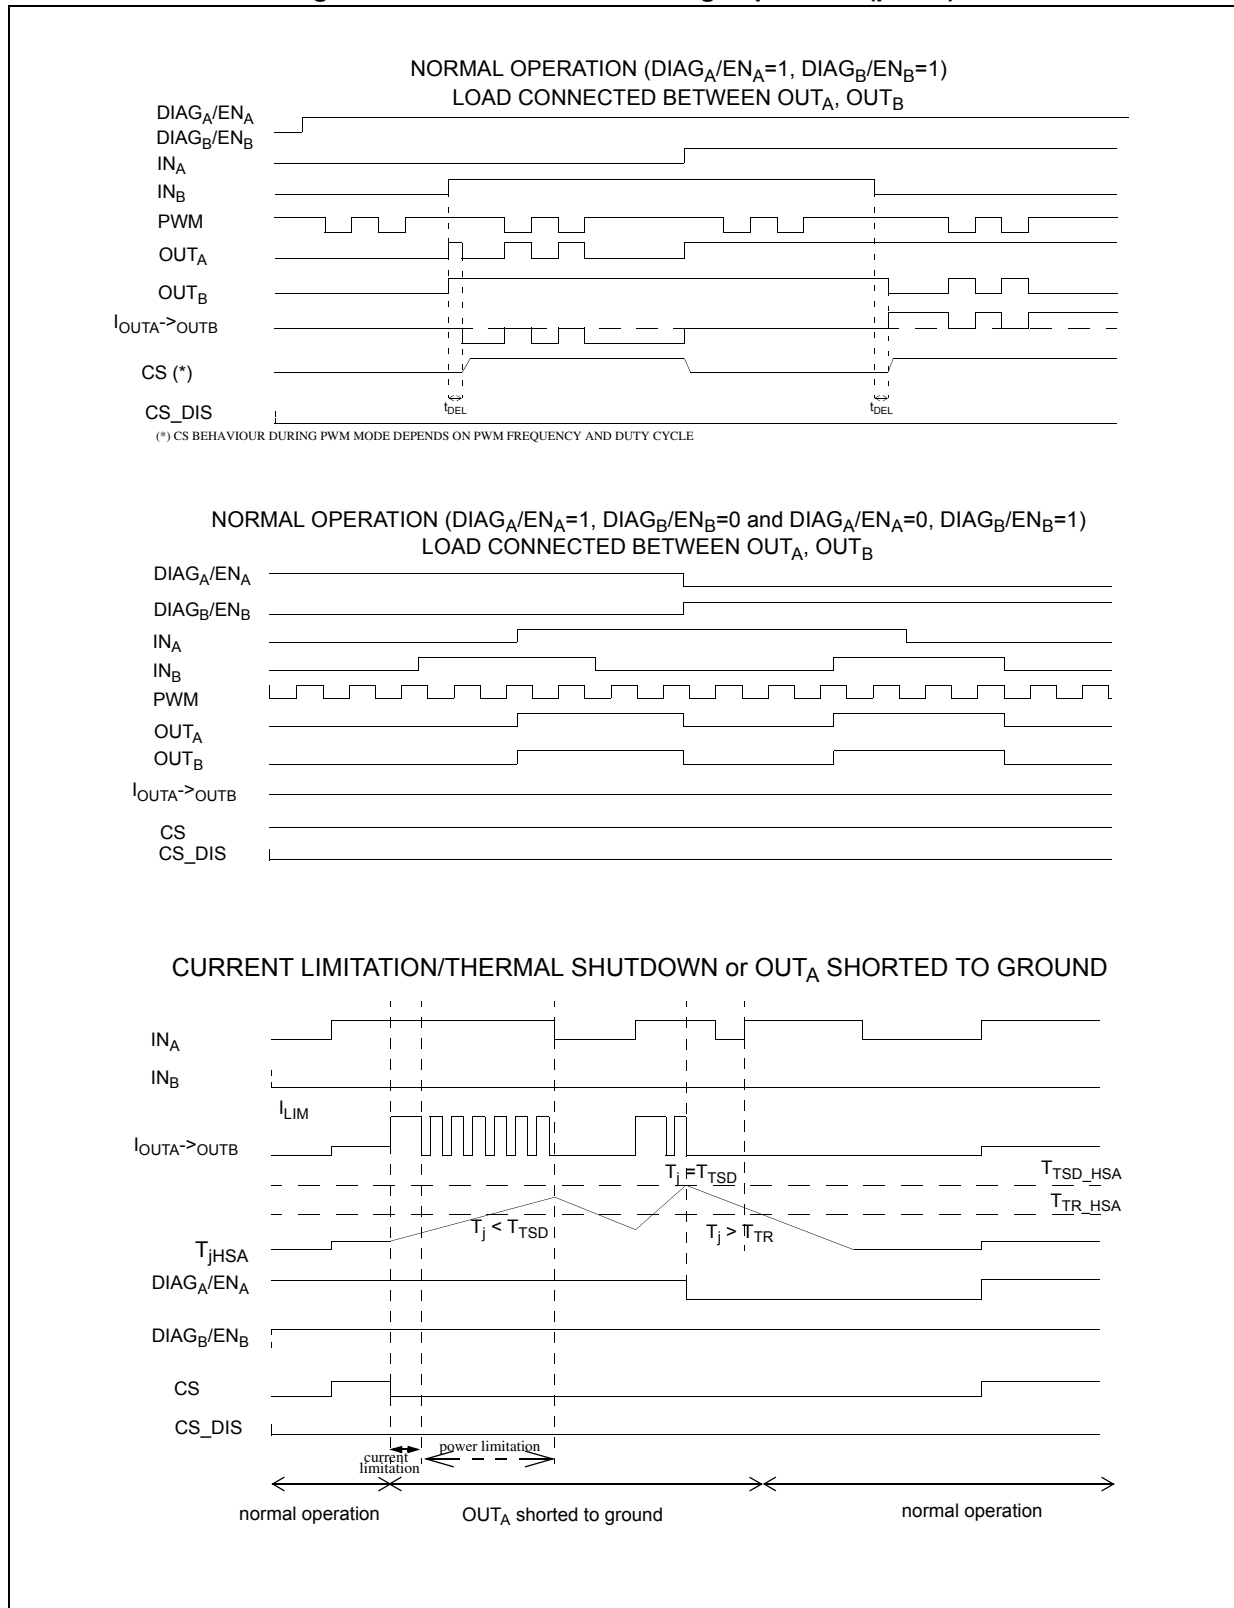 NORMAL OPERATION (DIAGA/ENA=1, DIAGB/ENB=1)
LOAD CONNECTED BETWEEN OUTA, OUTB
DIAGA/ENA
DIAGB/ENB
INA
INB
PWM
OUTA
OUTB
IOUTA->OUTB
CS (*)
tDEL
tDEL
CS_DIS
(*) CS BEHAVIOUR DURING PWM MODE DEPENDS ON PWM FREQUENCY AND DUTY CYCLE
NORMAL OPERATION (DIAGA/ENA=1, DIAGB/ENB=0 and DIAGA/ENA=0, DIAGB/ENB=1)
LOAD CONNECTED BETWEEN OUTA, OUTB
DIAGA/ENA
DIAGB/ENB
INA
INB
PWM
OUTA
OUTB
IOUTA->OUTB
CS
CS_DIS
CURRENT LIMITATION/THERMAL SHUTDOWN or OUTA SHORTED TO GROUND
INA
INB
ILIM
IOUTA->OUTB
Tj = TTSD
TTSD_HSA
TTR_HSA
Tj < TTSD
Tj > TTR
TjHSA
DIAGA/ENA
DIAGB/ENB
CS
CS_DIS
current
limitation
power limitation
normal operation
OUTA shorted to ground
normal operation